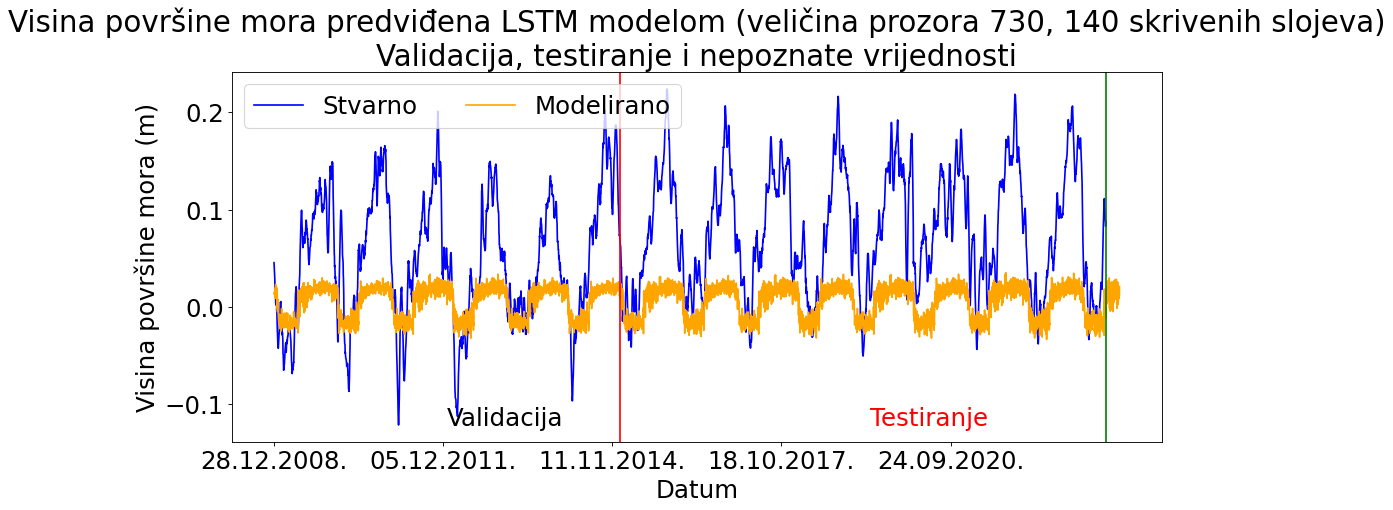 Visina površine mora predviđena LSTM modelom (veličina prozora 730, 140 skrivenih slojeva)
Validacija, testiranje i nepoznate vrijednosti
Stvarno Modelirano
Visina površine mora (m)
0.2
0.1
0.0
−0.1
Validacija Testiranje
28.12.2008. 05.12.2011. 11.11.2014. 18.10.2017. 24.09.2020.
Datum